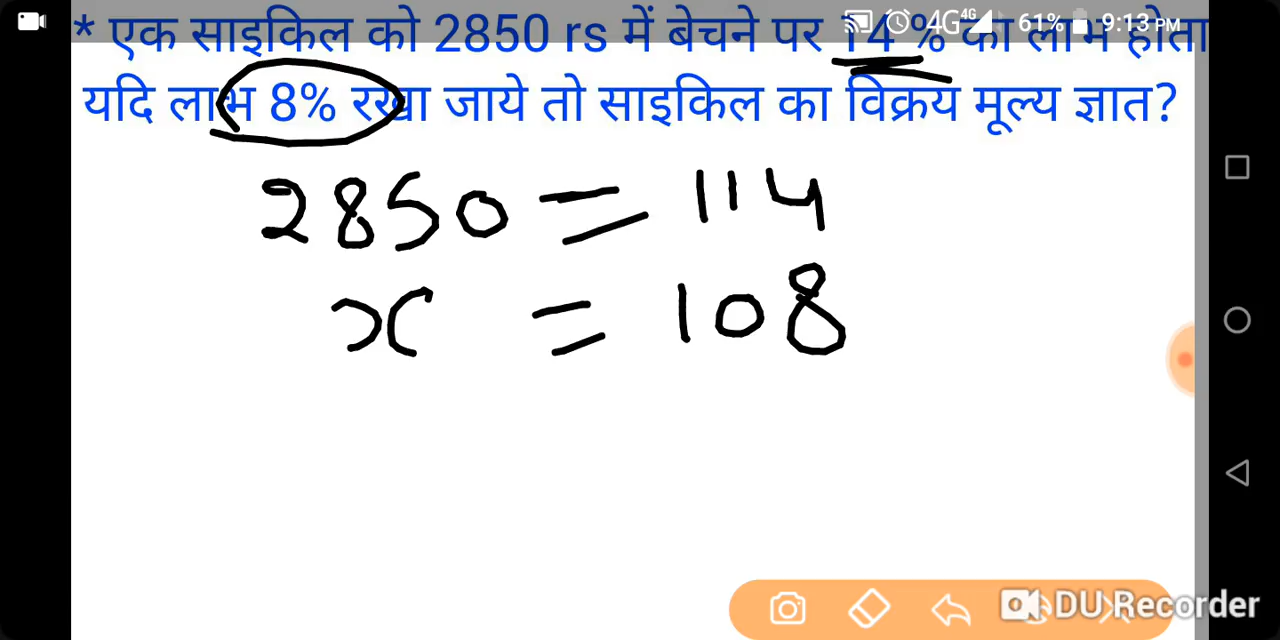 4G 4G 61% 9:13 PM
* एक साइकिल को 2850 rs में बेचने पर 14 % का लाभ होता
यदि लाभ 8% रखा जाये तो साइकिल का विक्रय मूल्य ज्ञात?
2850 = 114
x = 108
DU Recorder